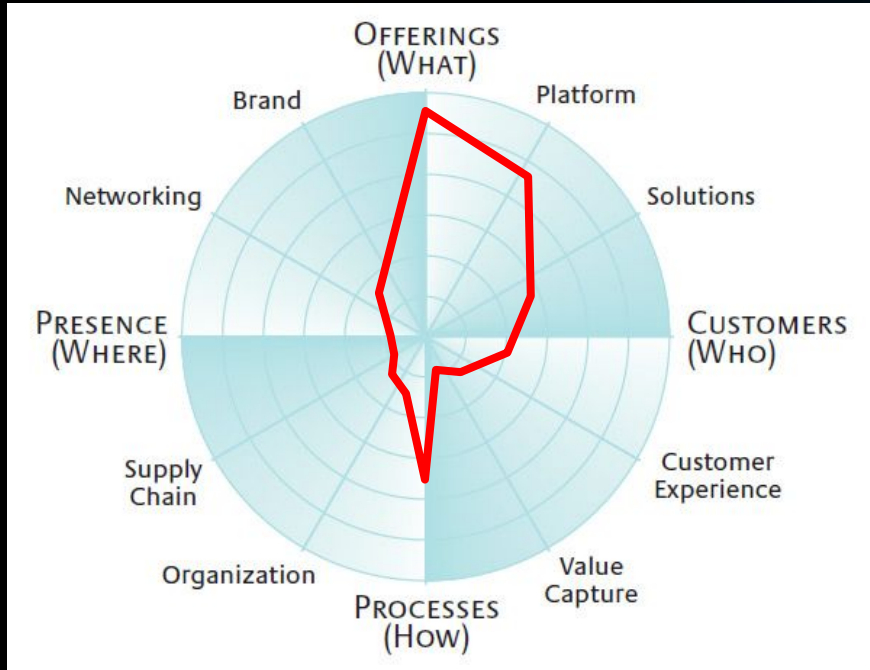 OFFERINGS
(WHAT)
Brand
Platform
Networking
Solutions
PRESENCE
(WHERE)
CUSTOMERS
(WHO)
Supply
Chain
Customer
Experience
Organization
Value
Capture
PROCESSES
(HOW)